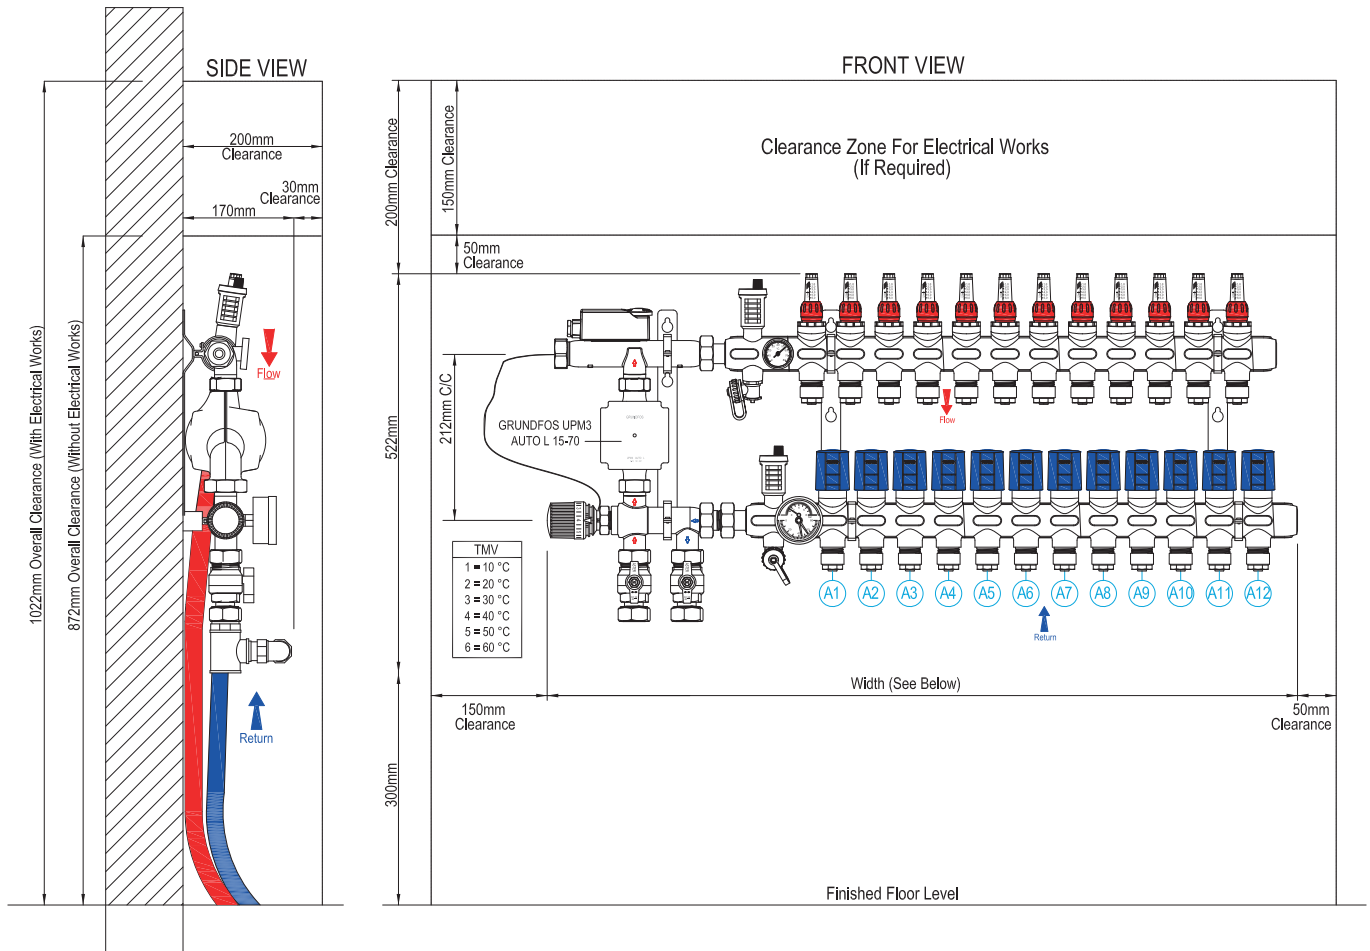 SIDE VIEW
200mm
Clearance
30mm
Clearance
170mm
1022mm Overall Clearance (With Electrical Works)
872mm Overall Clearance (Without Electrical Works)
Flow
Return
FRONT VIEW
200mm Clearance
150mm Clearance
Clearance Zone For Electrical Works
(If Required)
50mm
Clearance
522mm
212mm C/C
GRUNDFOS UPM3
AUTO L 15-70
GRUNDFOS
Flow
TMV
1 = 10 °C
2 = 20 °C
3 = 30 °C
4 = 40 °C
5 = 50 °C
6 = 60 °C
A1 A2 A3 A4 A5 A6 A7 A8 A9 A10 A11 A12
Return
Width (See Below)
150mm
Clearance
50mm
Clearance
300mm
Finished Floor Level